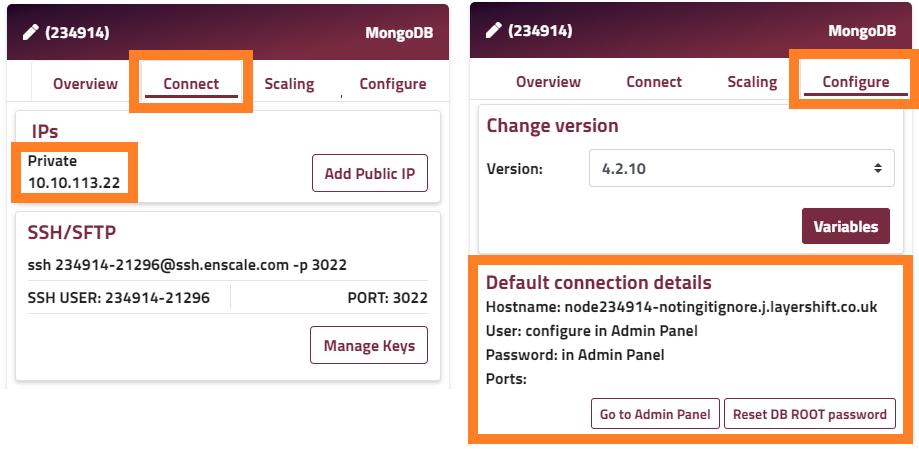 (234914) MongoDB
Overview Connect Scaling Configure
IPs
Private
10.10.113.22
Add Public IP
SSH/SFTP
ssh 234914-21296@ssh.enscale.com -p 3022
SSH USER: 234914-21296 PORT: 3022
Manage Keys
(234914) MongoDB
Overview Connect Scaling Configure
Change version
Version: 4.2.10
Variables
Default connection details
Hostname: node234914-notingitignore.j.layershift.co.uk
User: configure in Admin Panel
Password: in Admin Panel
Ports:
Go to Admin Panel Reset DB ROOT password